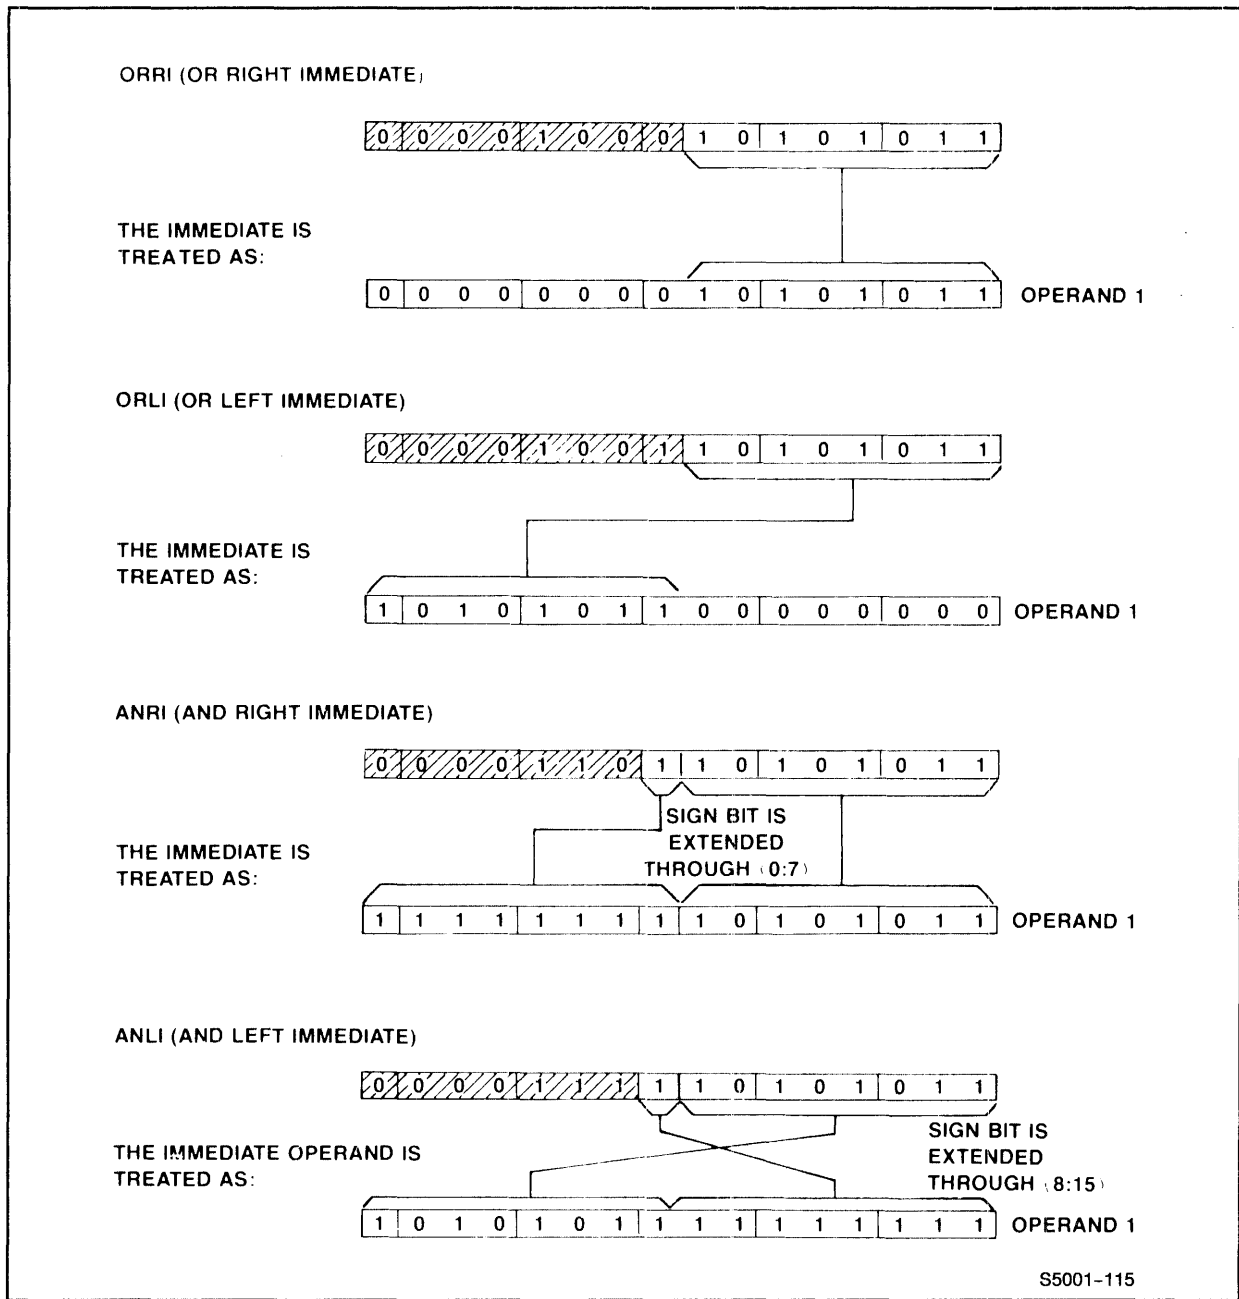 ORRI (OR RIGHT IMMEDIATE)
0 0 0 0 1 0 0 0 1 0 1 0 1 0 1 1
THE IMMEDIATE IS
TREATED AS:
0 0 0 0 0 0 0 0 1 0 1 0 1 0 1 1 OPERAND 1
ORLI (OR LEFT IMMEDIATE)
0 0 0 0 1 0 0 1 1 0 1 0 1 0 1 1
THE IMMEDIATE IS
TREATED AS:
1 0 1 0 1 0 1 1 0 0 0 0 0 0 0 0 OPERAND 1
ANRI (AND RIGHT IMMEDIATE)
0 0 0 0 1 1 0 1 1 0 1 0 1 0 1 1
SIGN BIT IS
EXTENDED
THROUGH (0:7)
THE IMMEDIATE IS
TREATED AS:
1 1 1 1 1 1 1 1 1 0 1 0 1 0 1 1 OPERAND 1
ANLI (AND LEFT IMMEDIATE)
0 0 0 0 1 1 1 1 1 0 1 0 1 0 1 1
SIGN BIT IS
EXTENDED
THROUGH (8:15)
THE IMMEDIATE OPERAND IS
TREATED AS:
1 0 1 0 1 0 1 1 1 1 1 1 1 1 1 1 OPERAND 1
S5001-115